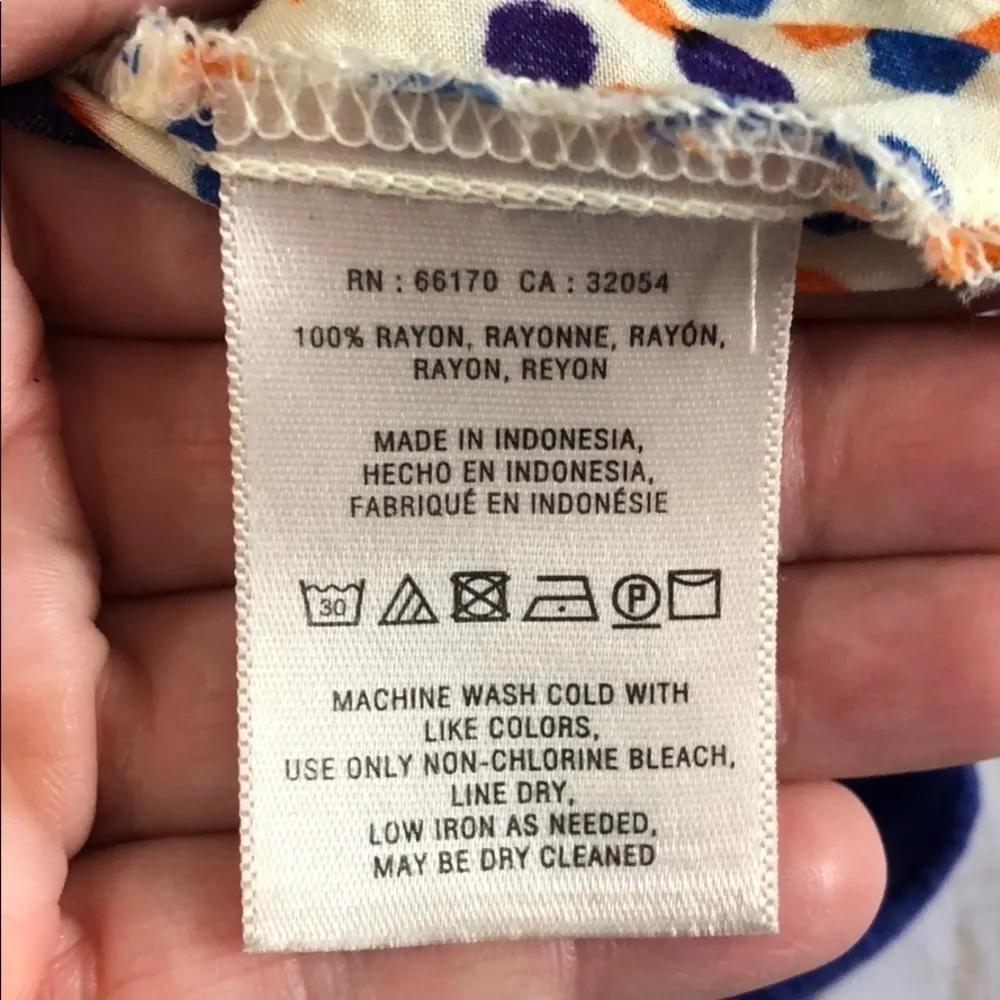 RN : 66170 CA : 32054
100% RAYON, RAYONNE, RAYÓN,
RAYON, REYON
MADE IN INDONESIA,
HECHO EN INDONESIA,
FABRIQUÉ EN INDONÉSIE
30 P
MACHINE WASH COLD WITH
LIKE COLORS,
USE ONLY NON-CHLORINE BLEACH,
LINE DRY,
LOW IRON AS NEEDED,
MAY BE DRY CLEANED